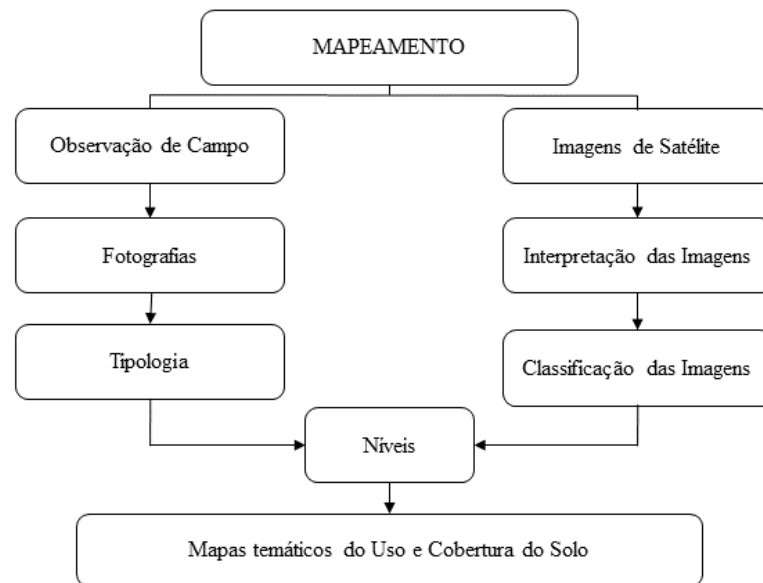 MAPEAMENTO
Observação de Campo
Imagens de Satélite
Fotografias
Interpretação das Imagens
Tipologia
Classificação das Imagens
Níveis
Mapas temáticos do Uso e Cobertura do Solo